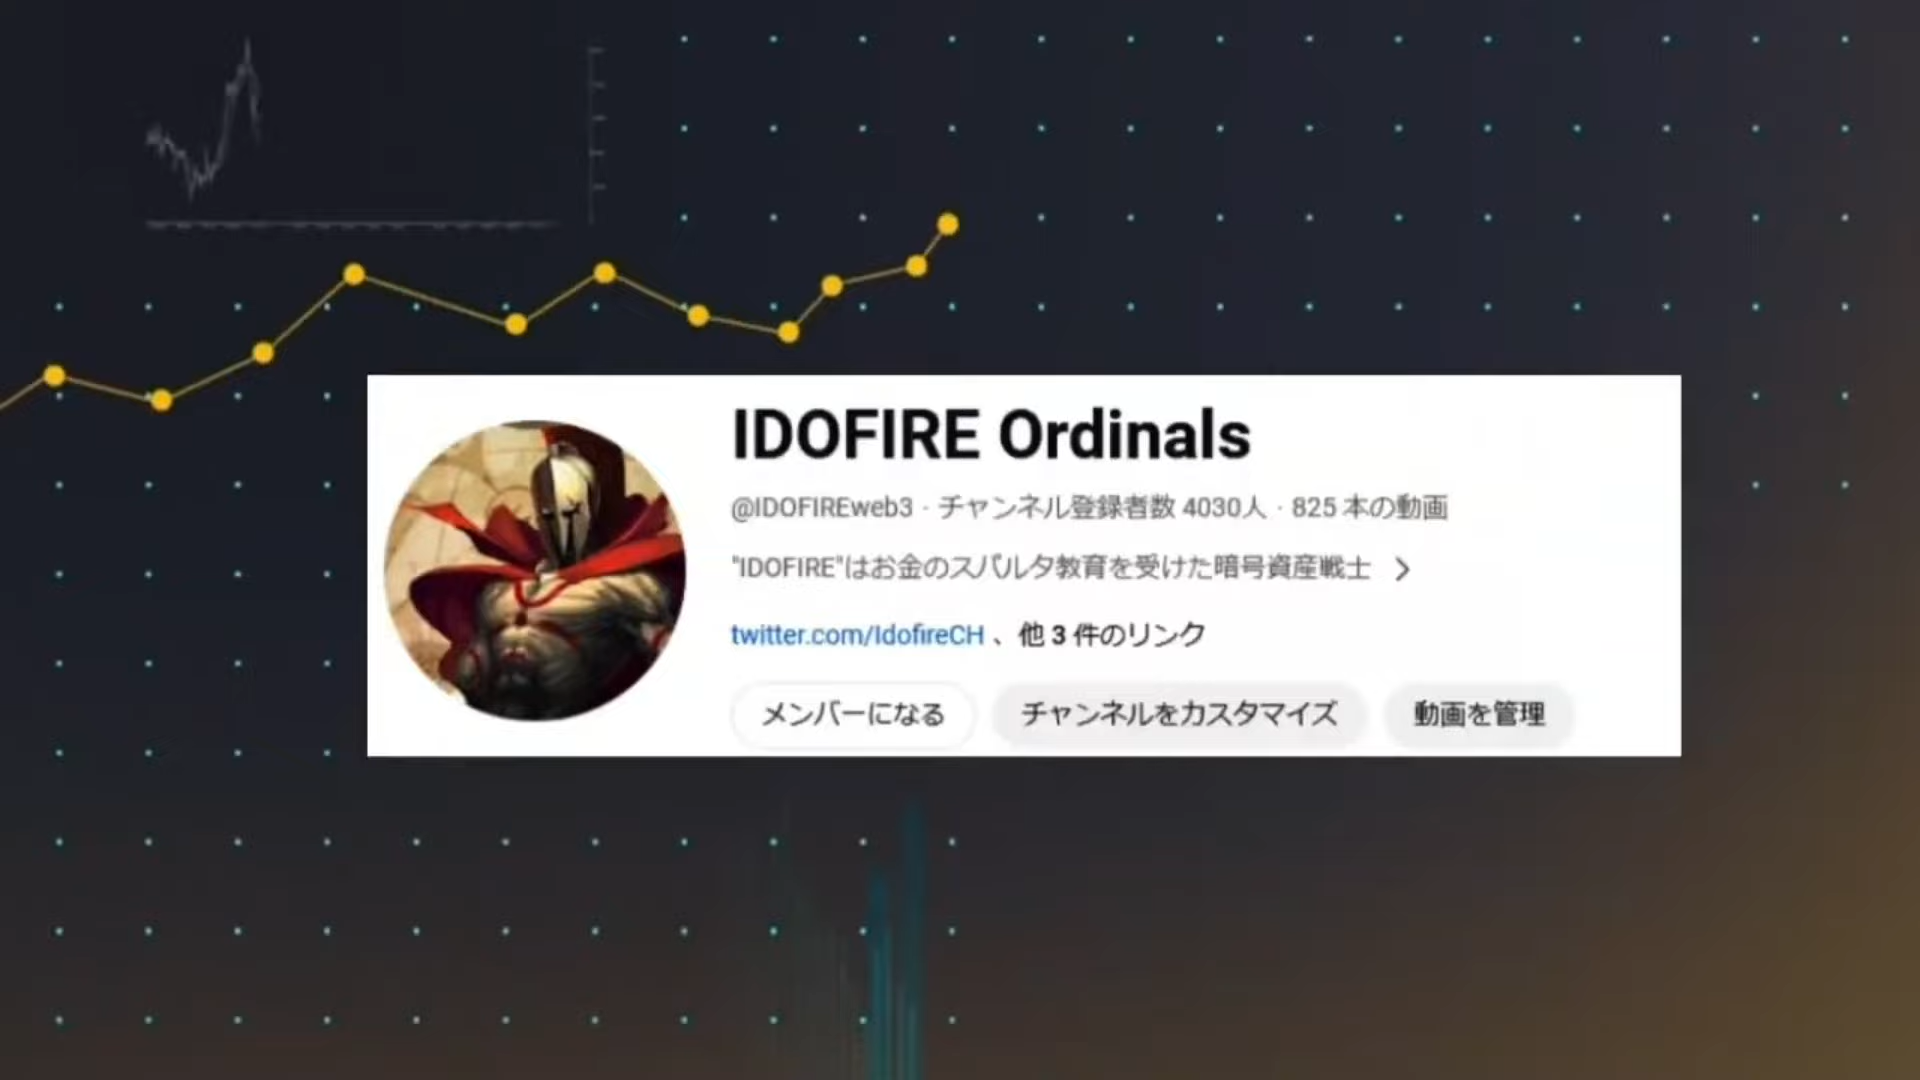 IDOFIRE Ordinals
@IDOFIREweb3 · チャンネル登録者数 4030人 · 825 本の動画
"IDOFIRE"はお金のスパルタ教育を受けた暗号資産戦士
twitter.com/IdofireCH 、他 3 件のリンク
メンバーになる
チャンネルをカスタマイズ
動画を管理